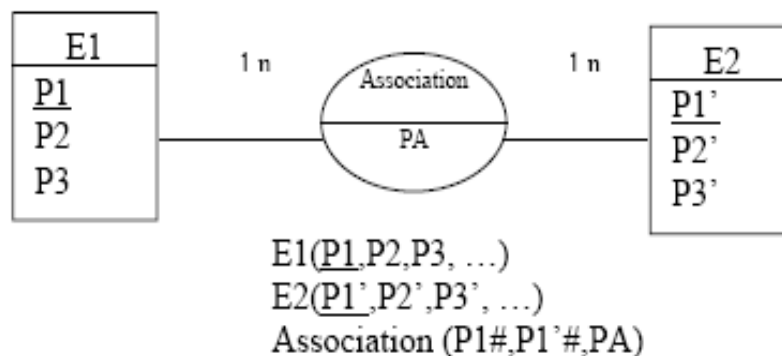 E1
P1
P2
P3
1 n
Association
PA
1 n
E2
P1’
P2’
P3’
E1(P1,P2,P3, …)
E2(P1’,P2’,P3’, …)
Association (P1#,P1’#,PA)